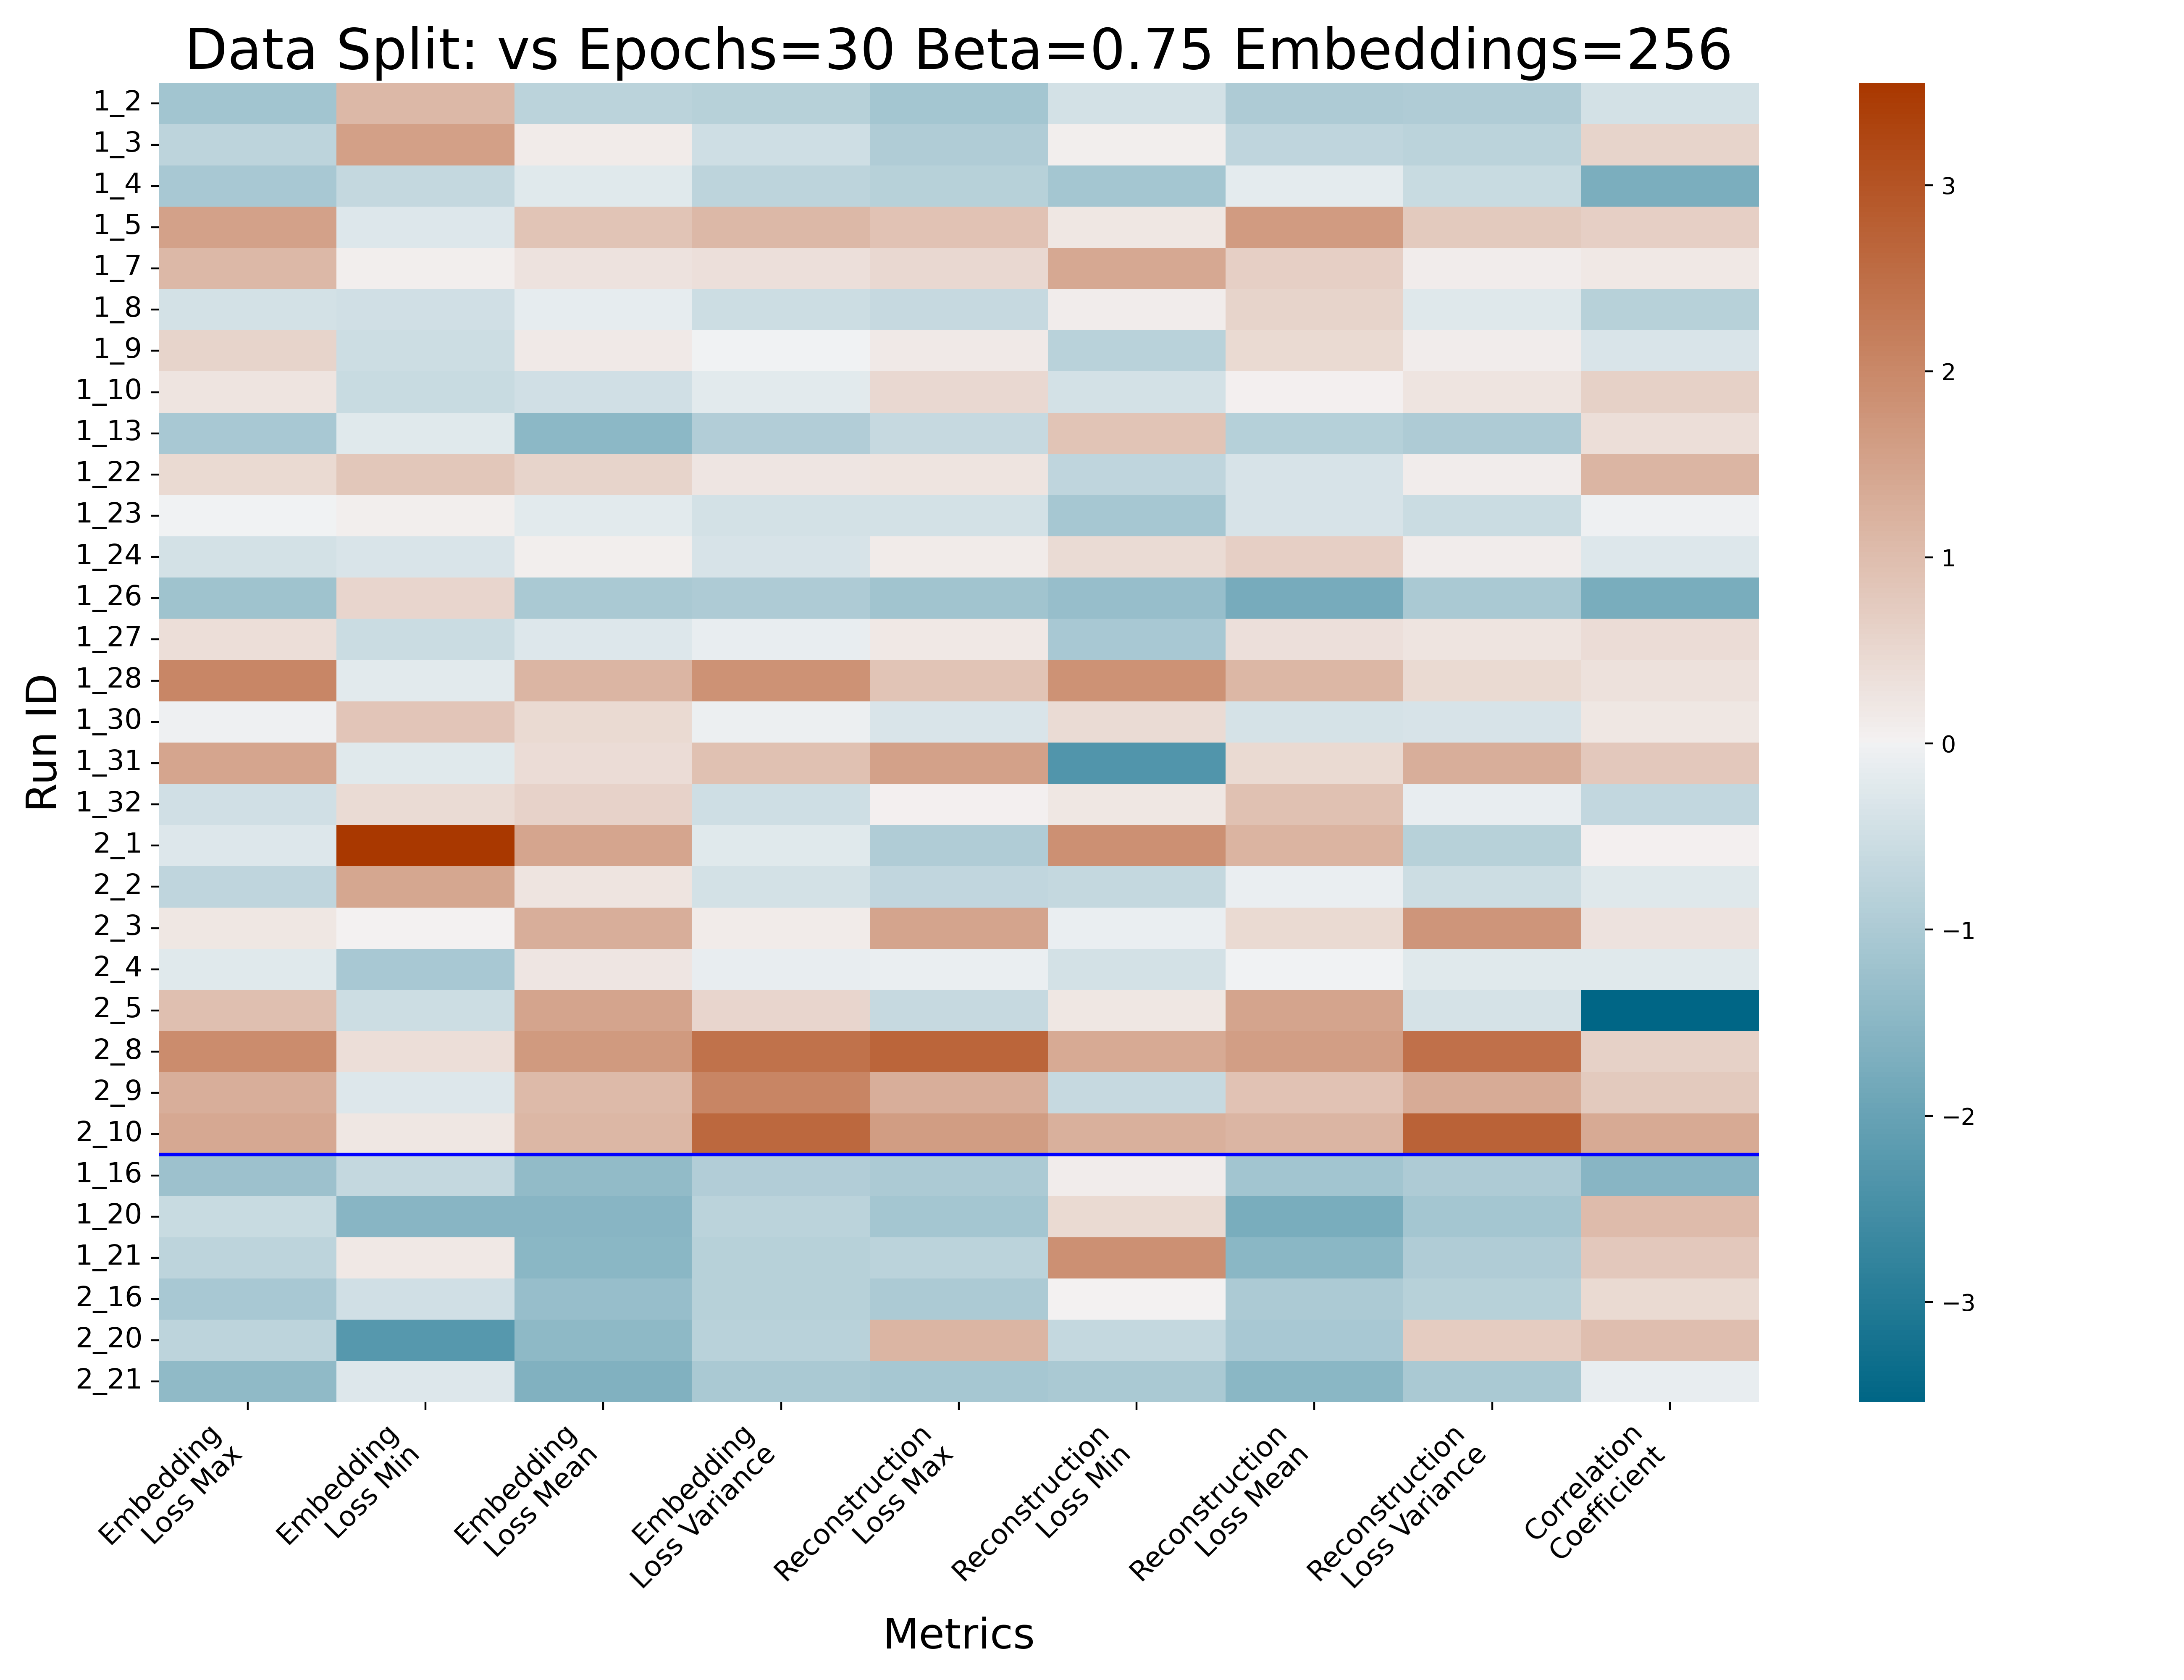 Data Split: vs Epochs=30 Beta=0.75 Embeddings=256
Run ID
1_2
1_3
1_4
1_5
1_7
1_8
1_9
1_10
1_13
1_22
1_23
1_24
1_26
1_27
1_28
1_30
1_31
1_32
2_1
2_2
2_3
2_4
2_5
2_8
2_9
2_10
1_16
1_20
1_21
2_16
2_20
2_21
Embedding
Loss Max
Embedding
Loss Min
Embedding
Loss Mean
Embedding
Loss Variance
Reconstruction
Loss Max
Reconstruction
Loss Min
Reconstruction
Loss Mean
Reconstruction
Loss Variance
Correlation
Coefficient
Metrics
3
2
1
0
−1
−2
−3